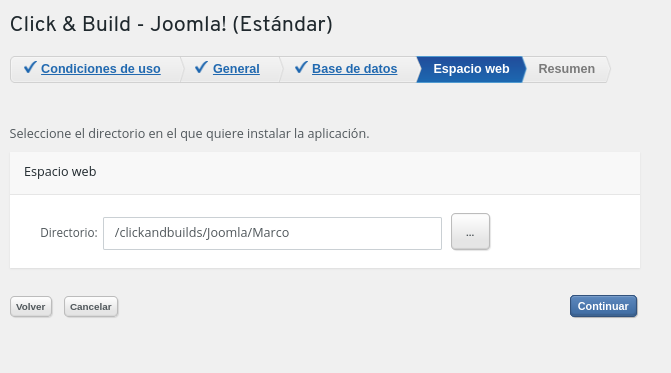 Click & Build - Joomla! (Estándar)
Condiciones de uso General Base de datos Espacio web Resumen
Seleccione el directorio en el que quiere instalar la aplicación.
Espacio web
Directorio: /clickandbuilds/Joomla/Marco ...
Volver Cancelar Continuar